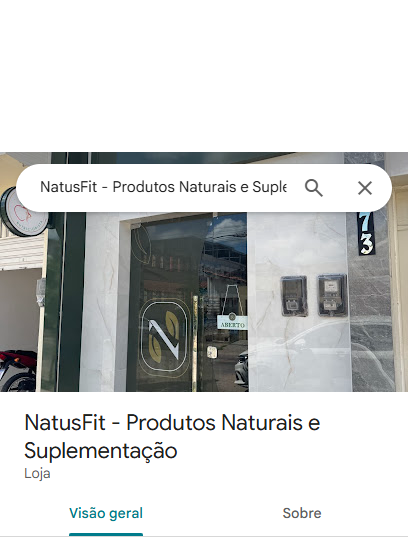 NatusFit - Produtos Naturais e Suple
73
N
ABERTO
NatusFit - Produtos Naturais e
Suplementação
Loja
Visão geral
Sobre